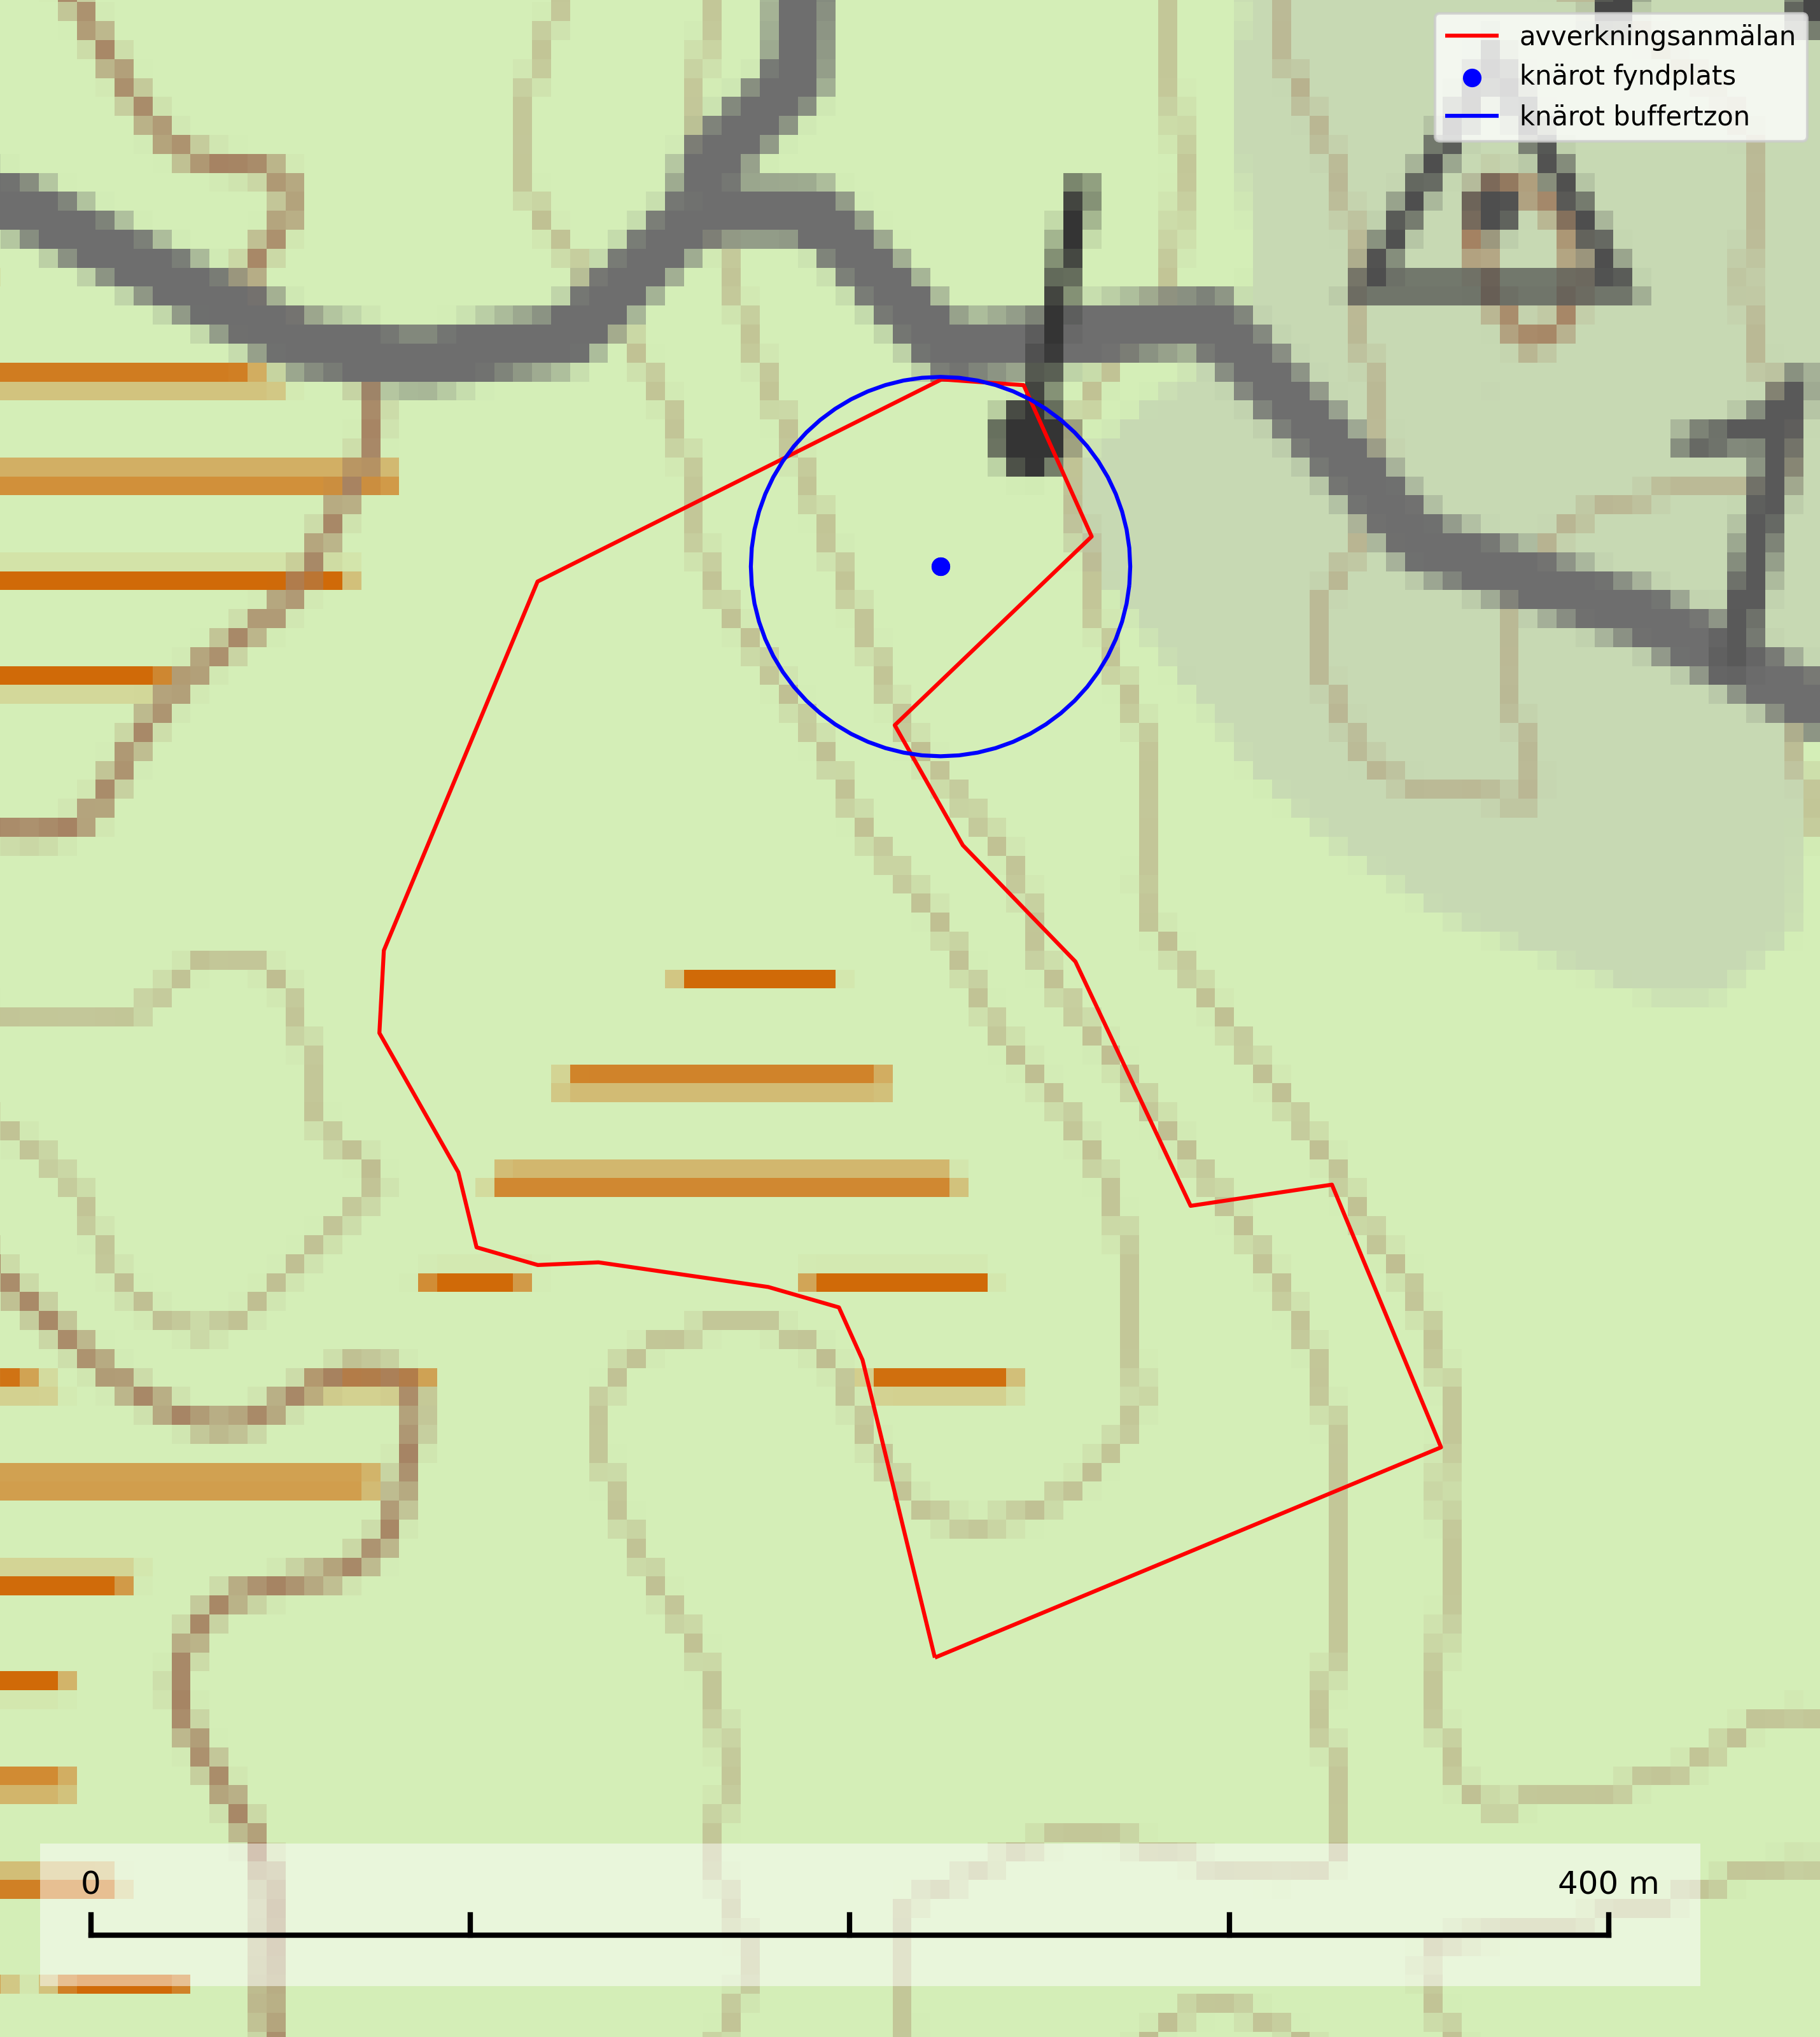 avverkningsanmälan
knärot fyndplats
knärot buffertzon
0 400 m